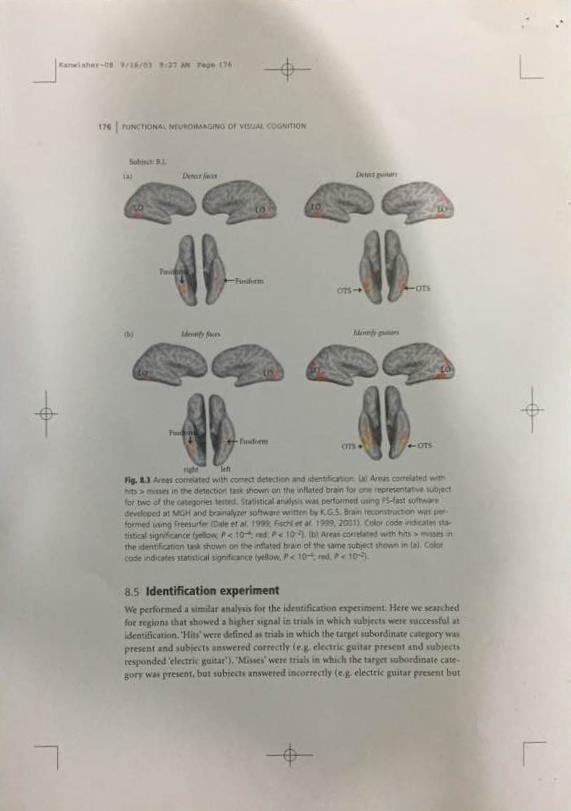 Kanwisher-08 9/16/03 9:27 AM Page 176
176 | FUNCTIONAL NEUROIMAGING OF VISUAL COGNITION
Subject: B.L.
(a) Detect faces Detect guitars
LO LO LO LO
Fusiform
Fusiform
OTS OTS
(b) Identify faces Identify guitars
LO LO LO LO
Fusiform
Fusiform OTS OTS
right left
Fig. 8.3 Areas correlated with correct detection and identification. (a) Areas correlated with
hits > misses in the detection task shown on the inflated brain for one representative subject
for two of the categories tested. Statistical analysis was performed using FS-fast software
developed at MGH and brainalyzer software written by K.G.S. Brain reconstruction was per-
formed using Freesurfer (Dale et al. 1999; Fischl et al. 1999, 2001). Color code indicates sta-
tistical significance (yellow, P < 10⁻⁴; red, P < 10⁻²). (b) Areas correlated with hits > misses in
the identification task shown on the inflated brain of the same subject shown in (a). Color
code indicates statistical significance (yellow, P < 10⁻⁴; red, P < 10⁻²).
8.5 Identification experiment
We performed a similar analysis for the identification experiment. Here we searched
for regions that showed a higher signal in trials in which subjects were successful at
identification. 'Hits' were defined as trials in which the target subordinate category was
present and subjects answered correctly (e.g. electric guitar present and subjects
responded 'electric guitar'). 'Misses' were trials in which the target subordinate cate-
gory was present, but subjects answered incorrectly (e.g. electric guitar present but